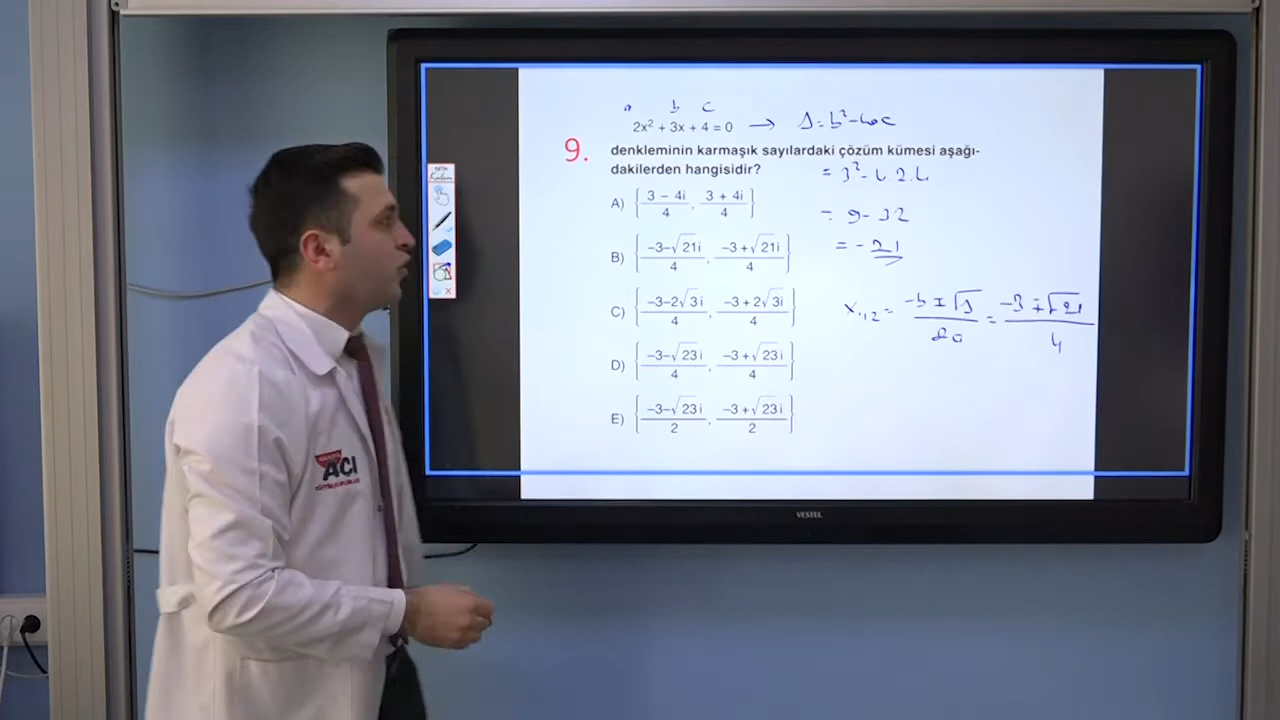 a b c
2x² + 3x + 4 = 0 → Δ = b² - 4ac
9. denkleminin karmaşık sayılardaki çözüm kümesi aşağı-
dakilerden hangisidir?
= 3² - 4.2.4
A) { 3 - 4i / 4 , 3 + 4i / 4 }
= 9 - 32
B) { -3-√21i / 4 , -3+√21i / 4 }
= - 21
C) { -3-2√3i / 4 , -3+2√3i / 4 }
x₁,₂ = -b ± √Δ / 2a = -3 ∓ √21 / 4
D) { -3-√23i / 4 , -3+√23i / 4 }
E) { -3-√23i / 2 , -3+√23i / 2 }
Kalem
ACI
VESTEL